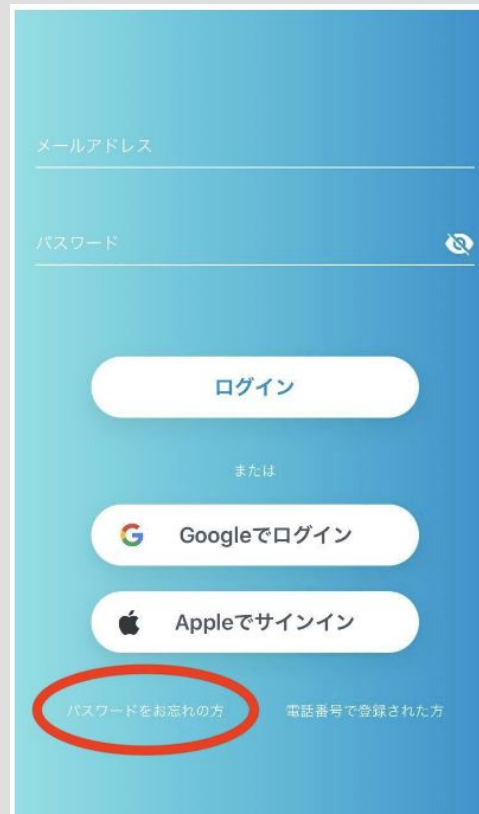 メールアドレス
パスワード
ログイン
または
Googleでログイン
Appleでサインイン
パスワードをお忘れの方 電話番号で登録された方